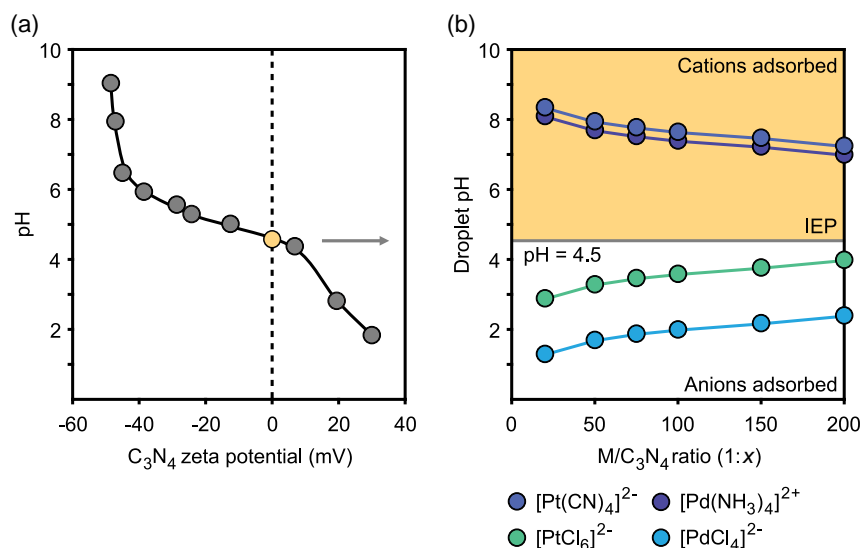 (a)
10
8
6
4
2
pH
-60 -40 -20 0 20 40
C₃N₄ zeta potential (mV)
(b)
10
8
6
4
2
Droplet pH
Cations adsorbed
IEP
pH = 4.5
Anions adsorbed
0 50 100 150 200
M/C₃N₄ ratio (1:x)
[Pt(CN)₄]²⁻ [Pd(NH₃)₄]²⁺
[PtCl₆]²⁻ [PdCl₄]²⁻